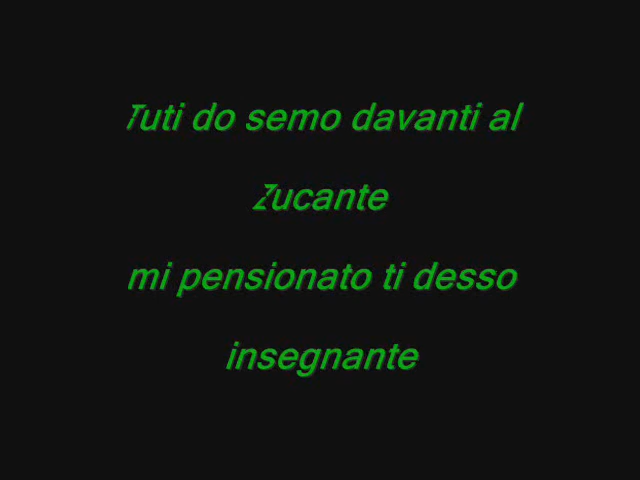 Tuti do semo davanti al
Zucante
mi pensionato ti desso
insegnante